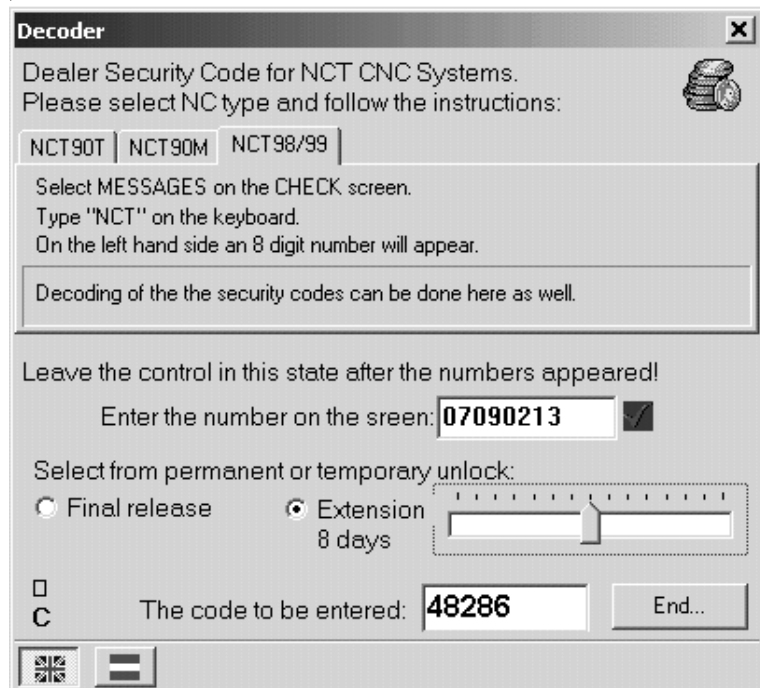 Decoder
Dealer Security Code for NCT CNC Systems.
Please select NC type and follow the instructions:
NCT90T NCT90M NCT98/99
Select MESSAGES on the CHECK screen.
Type "NCT" on the keyboard.
On the left hand side an 8 digit number will appear.
Decoding of the the security codes can be done here as well.
Leave the control in this state after the numbers appeared!
Enter the number on the sreen: 07090213
Select from permanent or temporary unlock:
Final release Extension
8 days
C The code to be entered: 48286 End...